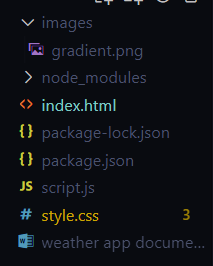 images
gradient.png
node_modules
index.html
package-lock.json
package.json
script.js
style.css 3
weather app docume...